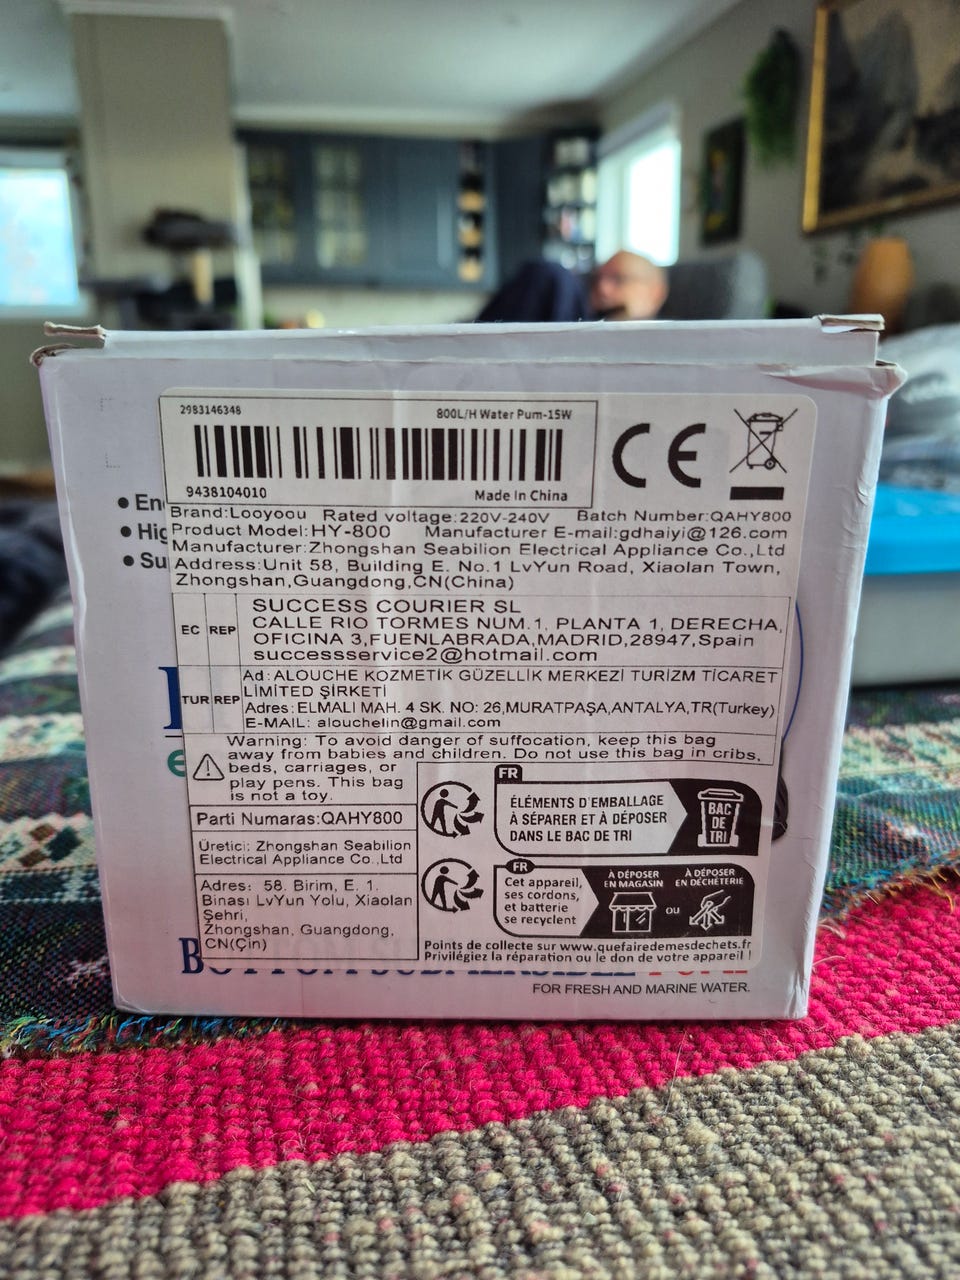 2983146348
800L/H Water Pum-15W
9438104010
Made In China
Brand:Looyoou Rated voltage:220V-240V Batch Number:QAHY800
Product Model:HY-800 Manufacturer E-mail:gdhaiyi@126.com
Manufacturer:Zhongshan Seabilion Electrical Appliance Co.,Ltd
Address:Unit 58, Building E. No.1 LvYun Road, Xiaolan Town,
Zhongshan,Guangdong,CN(China)
EC REP
SUCCESS COURIER SL
CALLE RIO TORMES NUM.1, PLANTA 1, DERECHA,
OFICINA 3,FUENLABRADA,MADRID,28947,Spain
successservice2@hotmail.com
TUR REP
Ad: ALOUCHE KOZMETİK GÜZELLİK MERKEZİ TURİZM TİCARET
LİMİTED ŞİRKETİ
Adres:ELMALI MAH. 4 SK. NO: 26,MURATPAŞA,ANTALYA,TR(Turkey)
E-MAIL: alouchelin@gmail.com
Warning: To avoid danger of suffocation, keep this bag
away from babies and children. Do not use this bag in cribs,
beds, carriages, or
play pens. This bag
is not a toy.
Parti Numaras:QAHY800
Üretici: Zhongshan Seabilion
Electrical Appliance Co.,Ltd
Adres: 58. Birim, E. 1.
Binası LvYun Yolu, Xiaolan
Şehri,
Zhongshan, Guangdong,
CN(Çin)
FR
ÉLÉMENTS D'EMBALLAGE
À SÉPARER ET À DÉPOSER
DANS LE BAC DE TRI
BAC
DE
TRI
FR
Cet appareil,
ses cordons,
et batterie
se recyclent
À DÉPOSER
EN MAGASIN
OU
À DÉPOSER
EN DÉCHÈTERIE
Points de collecte sur www.quefairedemesdechets.fr
Privilégiez la réparation ou le don de votre appareil !
FOR FRESH AND MARINE WATER.